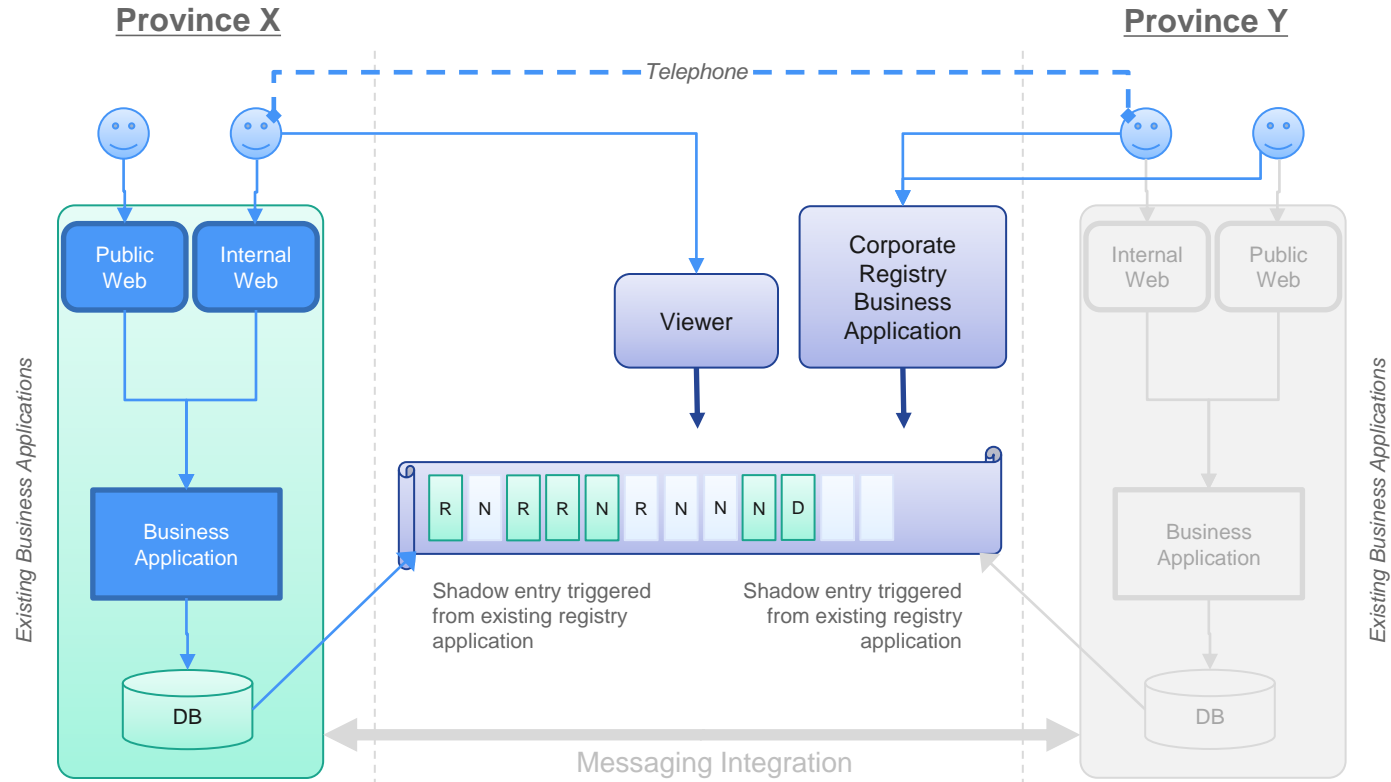 Province X
Province Y
Telephone
Public
Web
Internal
Web
Corporate
Registry
Business
Application
Viewer
Internal
Web
Public
Web
Existing Business Applications
Existing Business Applications
R N R R N R N N N D
Business
Application
Business
Application
Shadow entry triggered
from existing registry
application
Shadow entry triggered
from existing registry
application
DB
DB
Messaging Integration